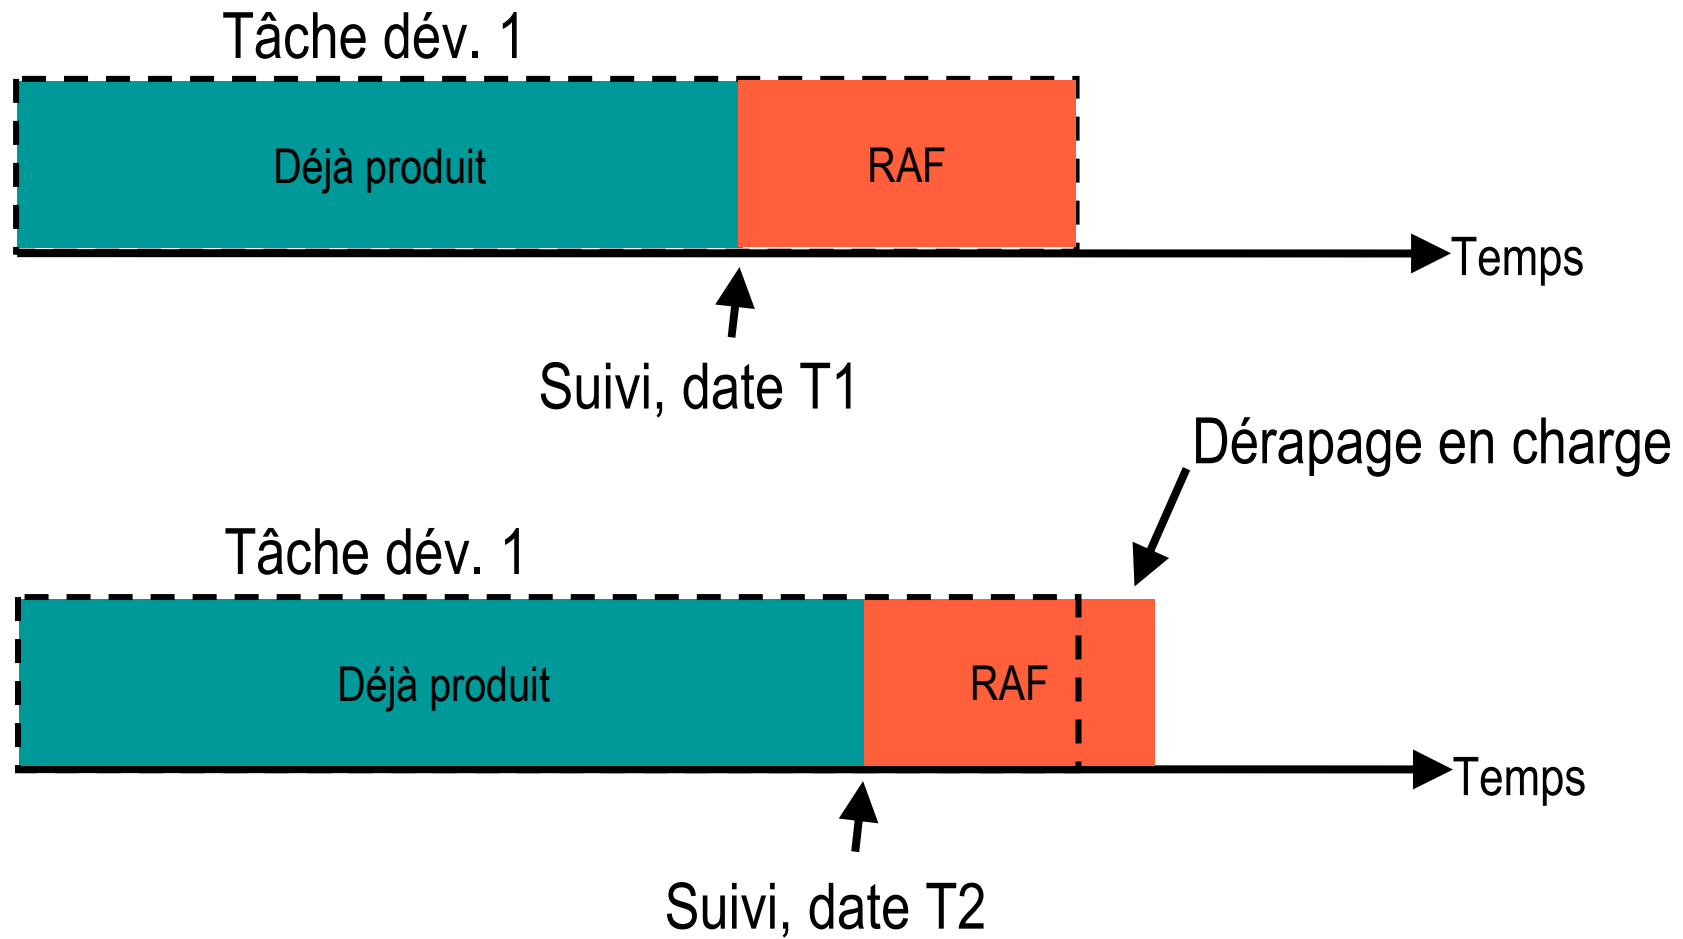 Tâche dév. 1
Déjà produit
RAF
Temps
Suivi, date T1
Dérapage en charge
Tâche dév. 1
Déjà produit
RAF
Temps
Suivi, date T2